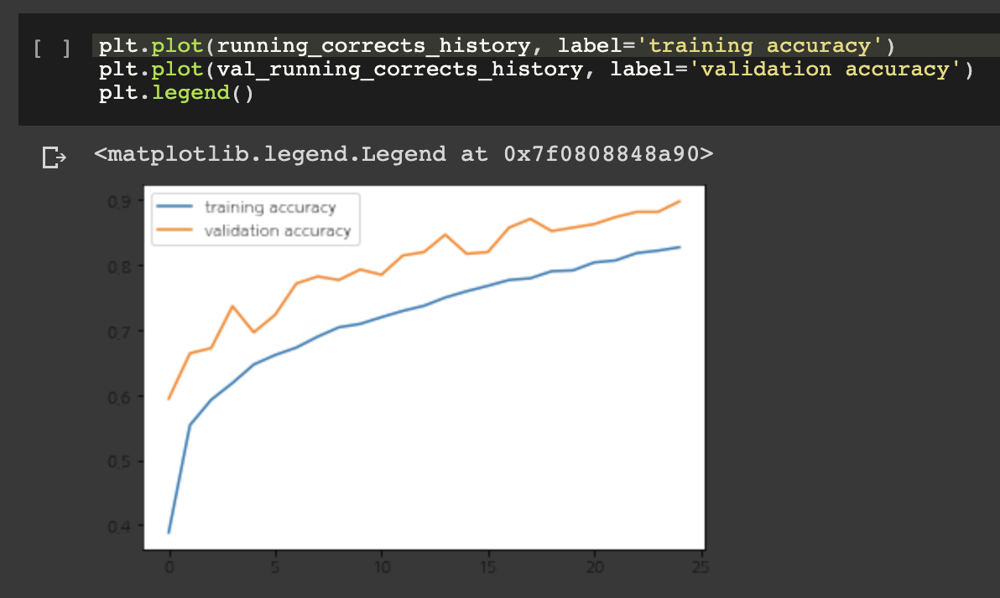 [ ] plt.plot(running_corrects_history, label='training accuracy')
plt.plot(val_running_corrects_history, label='validation accuracy')
plt.legend()
<matplotlib.legend.Legend at 0x7f0808848a90>
training accuracy
validation accuracy
0.9
0.8
0.7
0.6
0.5
0.4
0 5 10 15 20 25